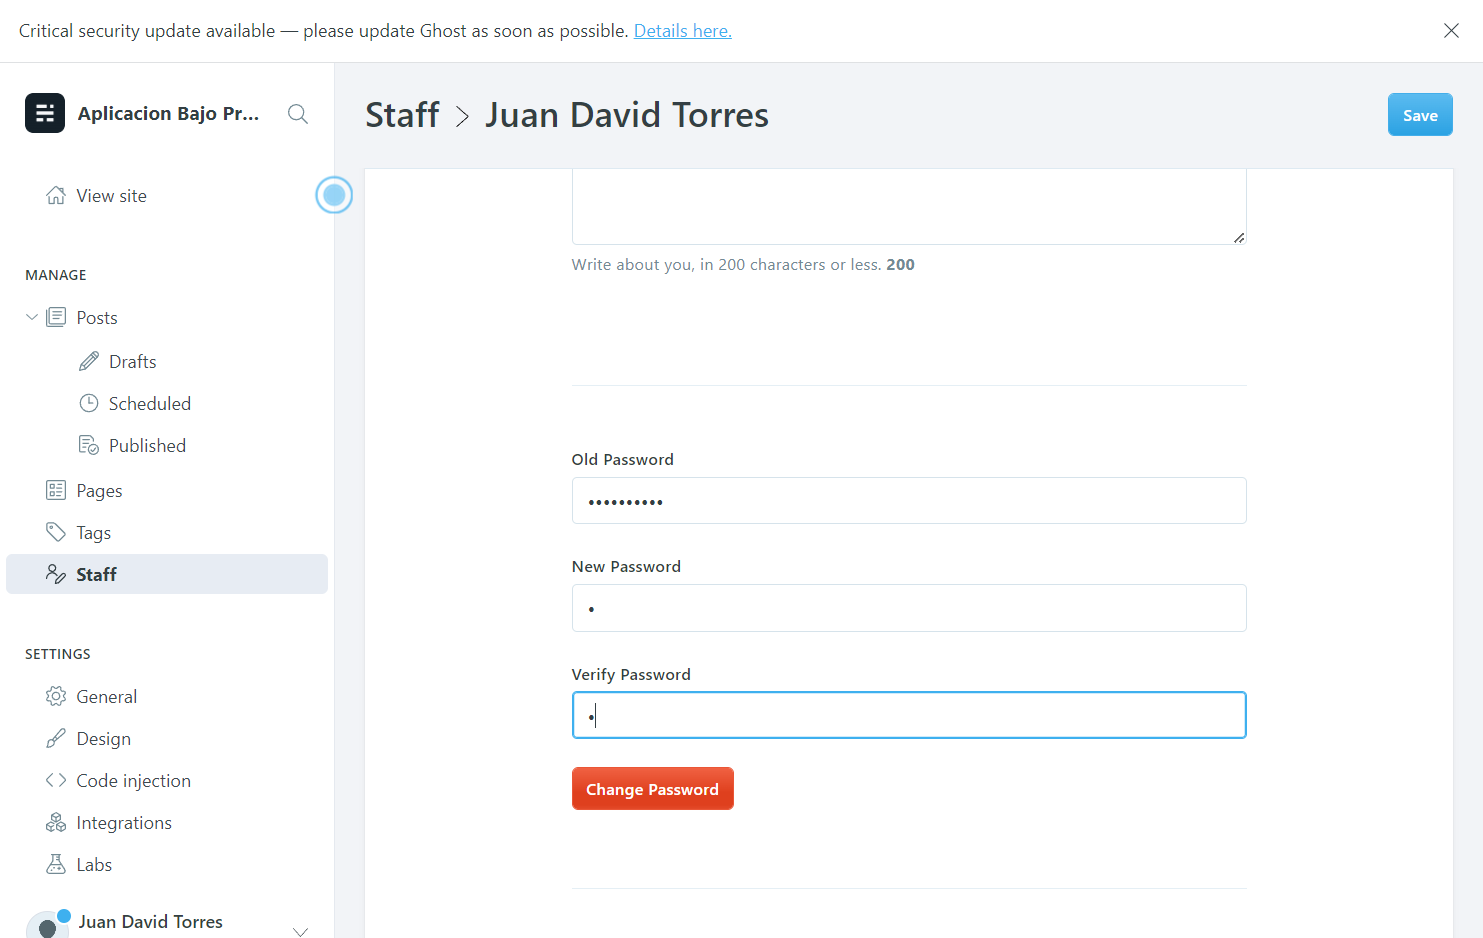 Critical security update available — please update Ghost as soon as possible. Details here.
Aplicacion Bajo Pr...
Staff > Juan David Torres
Save
View site
Write about you, in 200 characters or less. 200
MANAGE
Posts
Drafts
Scheduled
Published
Pages
Tags
Staff
Old Password
••••••••••
New Password
•
Verify Password
•
Change Password
SETTINGS
General
Design
Code injection
Integrations
Labs
Juan David Torres